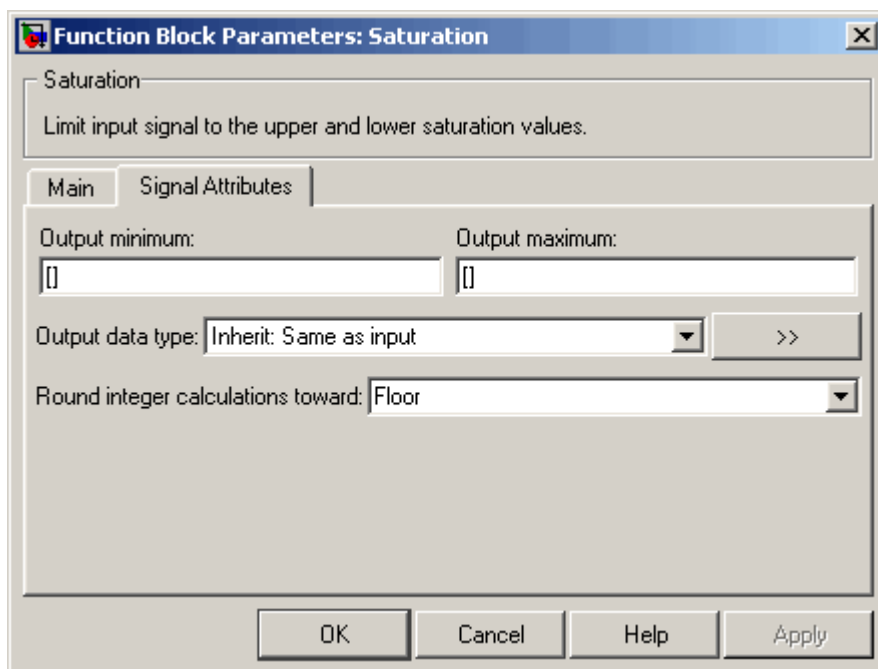 Function Block Parameters: Saturation
Saturation
Limit input signal to the upper and lower saturation values.
Main Signal Attributes
Output minimum: Output maximum:
[] []
Output data type: Inherit: Same as input >>
Round integer calculations toward: Floor
OK Cancel Help Apply